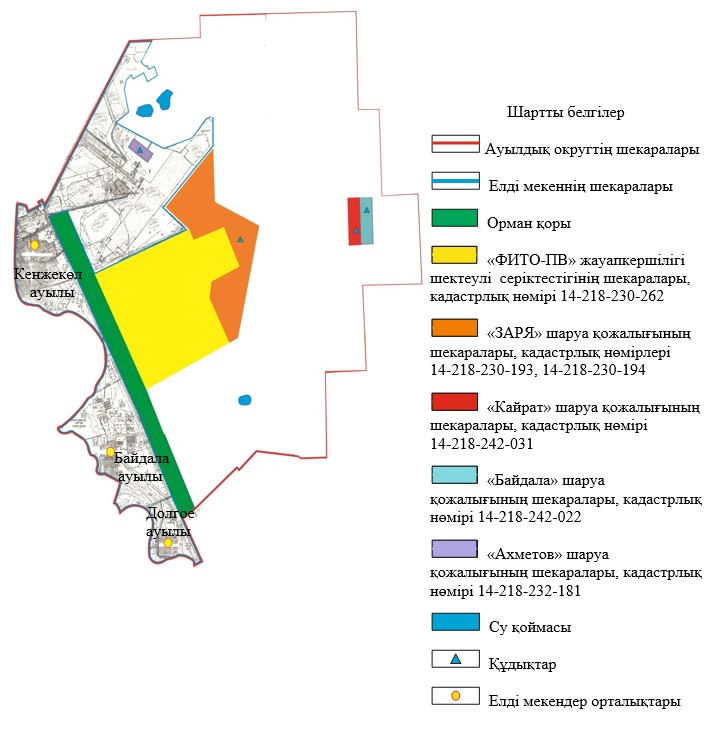 Шартты белгілер
Ауылдық округтің шекаралары
Елді мекеннің шекаралары
Орман қоры
«ФИТО-ПВ» жауапкершілігі
шектеулі серіктестігінің шекаралары,
кадастрлық нөмірі 14-218-230-262
«ЗАРЯ» шаруа қожалығының
шекаралары, кадастрлық нөмірлері
14-218-230-193, 14-218-230-194
«Кайрат» шаруа қожалығының
шекаралары, кадастрлық нөмірі
14-218-242-031
«Байдала» шаруа
қожалығының шекаралары, кадастрлық
нөмірі 14-218-242-022
«Ахметов» шаруа
қожалығының шекаралары, кадастрлық
нөмірі 14-218-232-181
Су қоймасы
Құдықтар
Елді мекендер орталықтары
Кенжекөл
ауылы
Байдала
ауылы
Долгое
ауылы